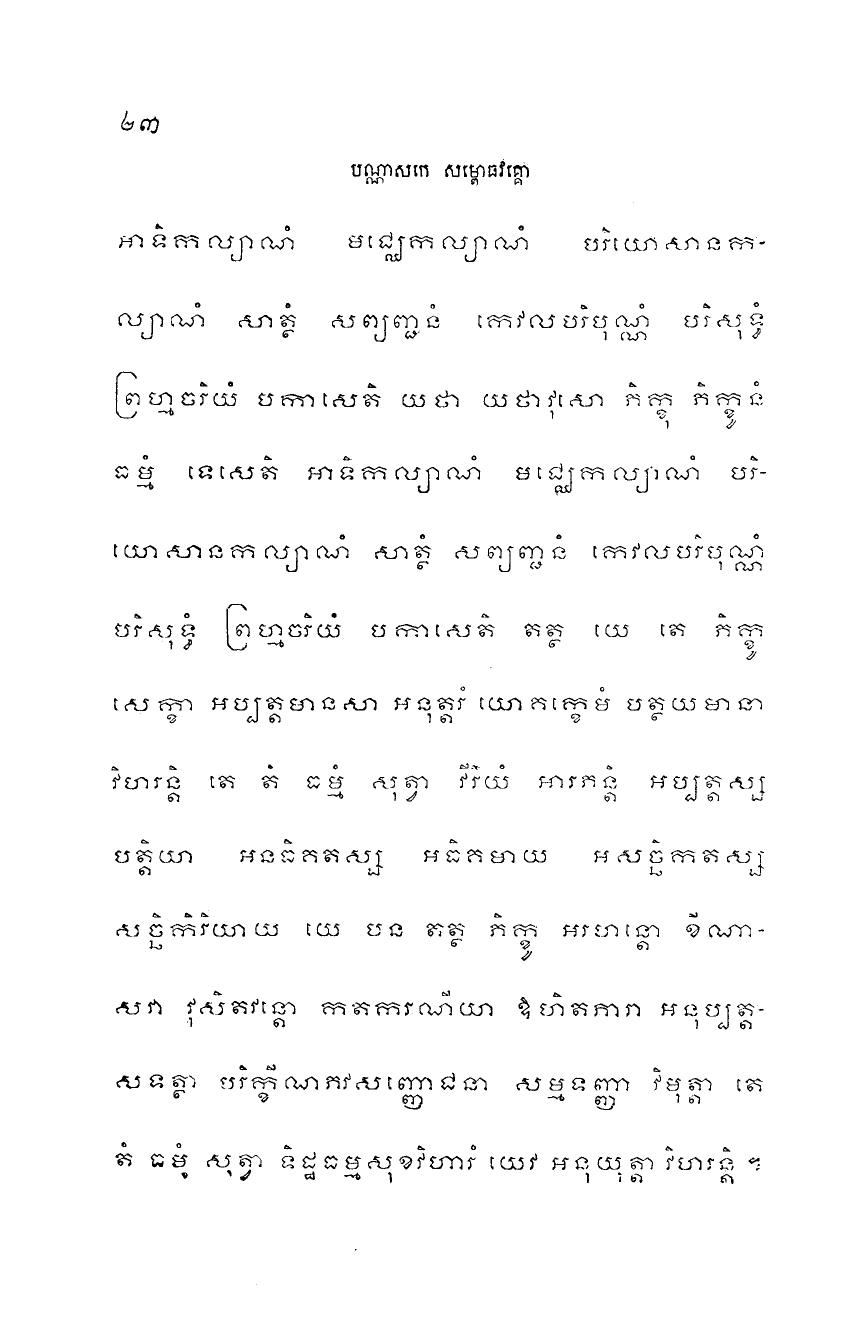 ២៣
បណ្ណាសកេ សម្ពោធវគ្គោ
អាទិកល្យាណំ មជ្ឈេកល្យាណំ បរិយោសានក-
ល្យាណំ សាត្ថំ សព្យញ្ជនំ កេវលបរិបុណ្ណំ បរិសុទ្ធំ
ព្រហ្មចរិយំ បកាសេតិ យថា យថាវុសោ ភិក្ខុ ភិក្ខូនំ
ធម្មំ ទេសេតិ អាទិកល្យាណំ មជ្ឈេកល្យាណំ បរិ-
យោសានកល្យាណំ សាត្ថំ សព្យញ្ជនំ កេវលបរិបុណ្ណំ
បរិសុទ្ធំ ព្រហ្មចរិយំ បកាសេតិ តត្ថ យេ តេ ភិក្ខូ
សេក្ខា អប្បត្តមានសា អនុត្តរំ យោគក្ខេមំ បត្ថយមានា
វិហរន្តិ តេ តំ ធម្មំ សុត្វា វីរិយំ អារភន្តិ អប្បត្តស្ស
បត្តិយា អនធិគតស្ស អធិគមាយ អសច្ឆិកតស្ស
សច្ឆិកិរិយាយ យេ បន តត្ថ ភិក្ខូ អរហន្តោ ខីណា-
សវា វុសិតវន្តោ កតករណីយា ឱហិតភារា អនុប្បត្ត-
សទត្ថា បរិក្ខីណភវសញ្ញោជនា សម្មទញ្ញា វិមុត្តា តេ
តំ ធម្មំ សុត្វា ទិដ្ឋធម្មសុខវិហារំ យេវ អនុយុត្តា វិហរន្តិ ។